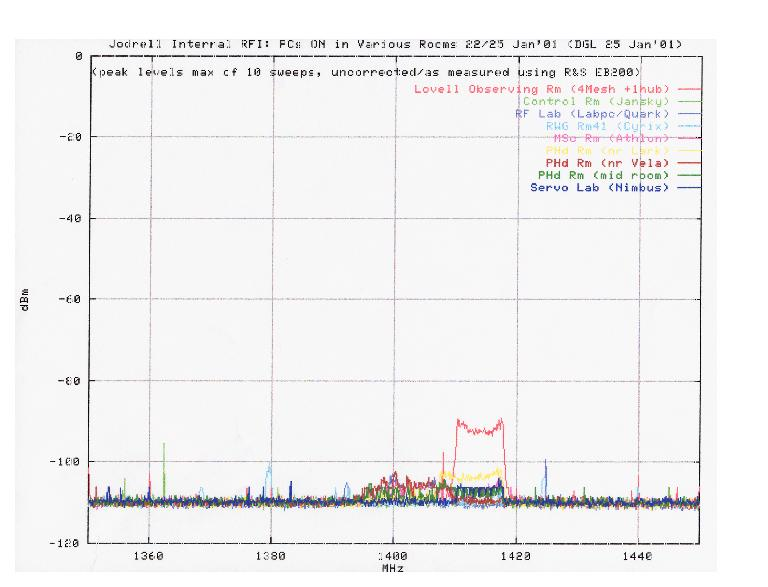 Jodrell Internal RFI: PCs ON in Various Rooms 22/25 Jan'01 (DGL 25 Jan'01)
0
(peak levels max of 10 sweeps, uncorrected/as measured using R&S EB200)
Lovell Observing Rm (4Mesh +1hub)
Control Rm (Jansky)
RF Lab (Labpc/Quark)
-20
RWG Rm41 (Cyrix)
MSc Rm (Athlon)
PHd Rm (nr Lark)
PHd Rm (nr Vela)
PHd Rm (mid room)
Servo Lab (Nimbus)
-40
dBm
-60
-80
-100
-120
1360
1380
1400
1420
1440
MHz